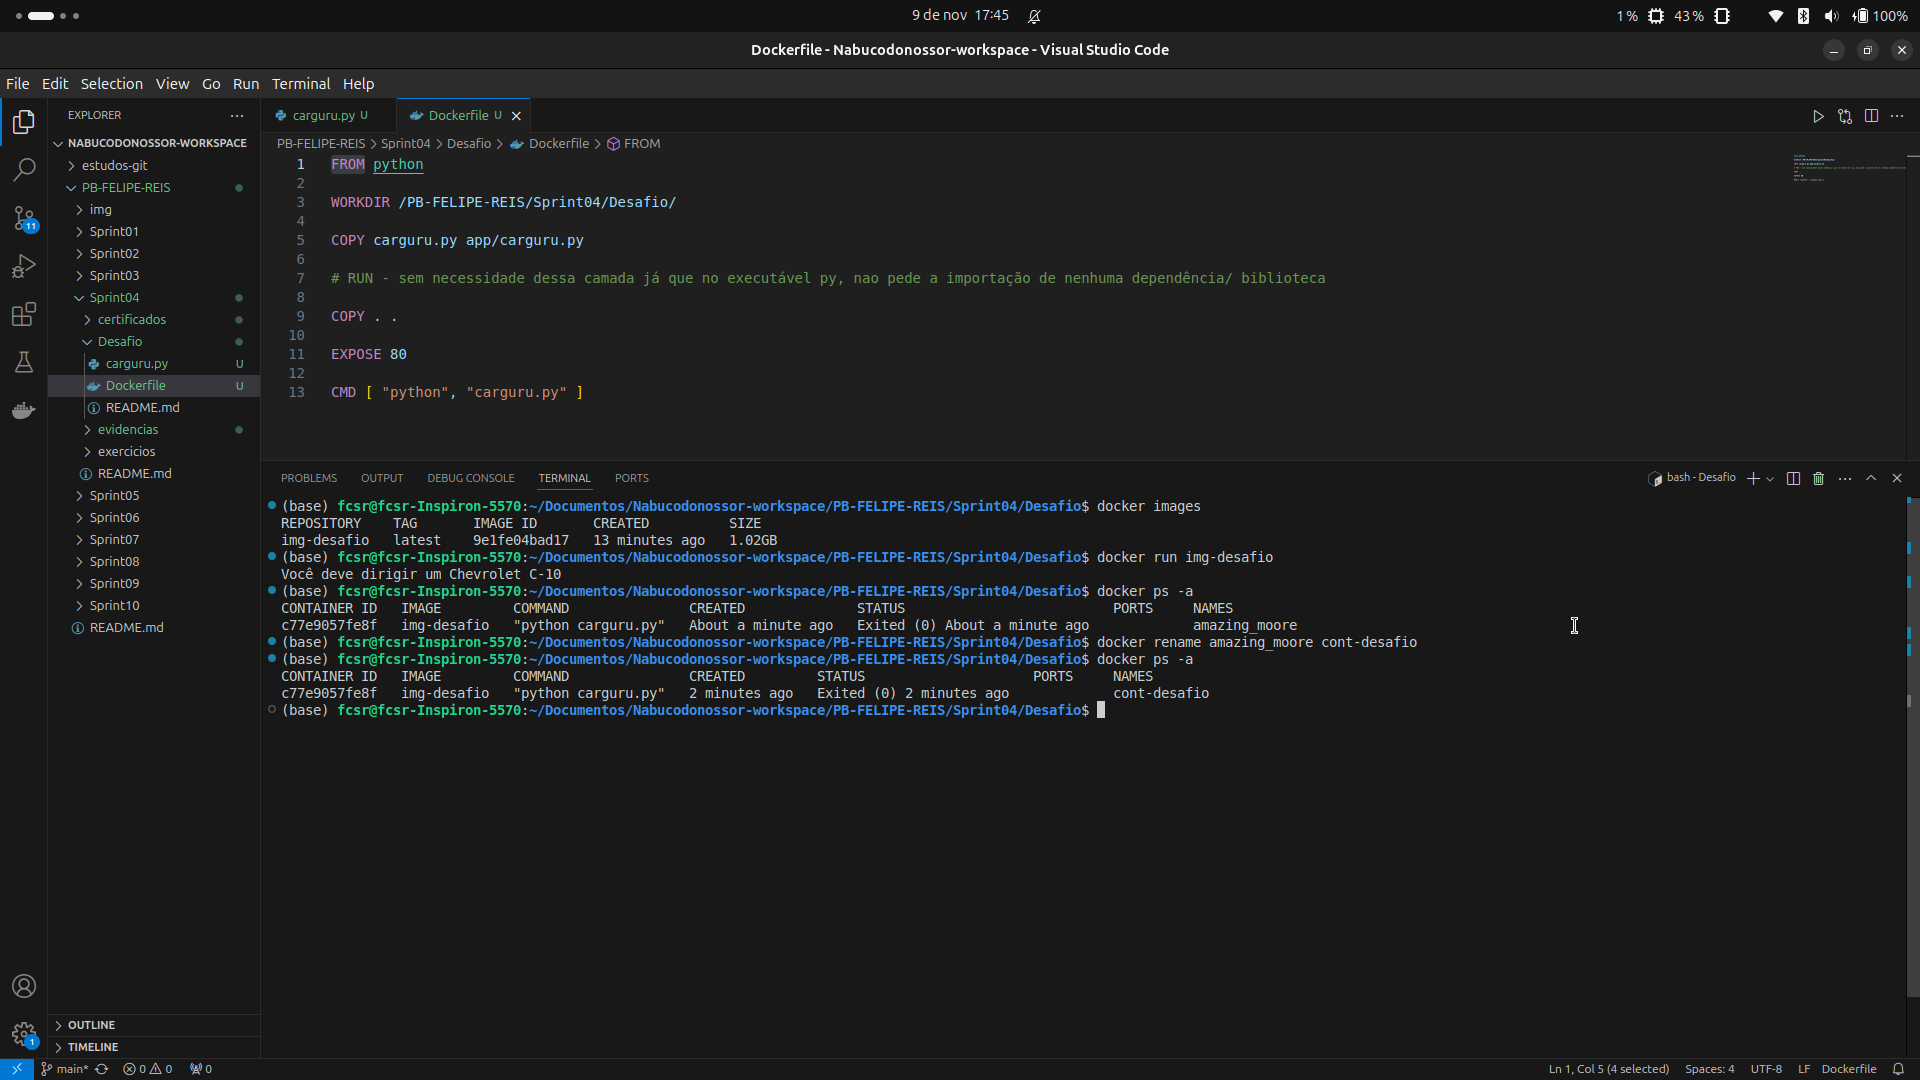 9 de nov 17:45
1 % 43 % 100%
Dockerfile - Nabucodonossor-workspace - Visual Studio Code
File Edit Selection View Go Run Terminal Help
EXPLORER
NABUCODONOSSOR-WORKSPACE
estudos-git
PB-FELIPE-REIS
img
Sprint01
Sprint02
Sprint03
Sprint04
certificados
Desafio
carguru.py U
Dockerfile U
README.md
evidencias
exercicios
README.md
Sprint05
Sprint06
Sprint07
Sprint08
Sprint09
Sprint10
README.md
OUTLINE
TIMELINE
11
1
carguru.py U Dockerfile U
PB-FELIPE-REIS > Sprint04 > Desafio > Dockerfile > FROM
1 FROM python
2
3 WORKDIR /PB-FELIPE-REIS/Sprint04/Desafio/
4
5 COPY carguru.py app/carguru.py
6
7 # RUN - sem necessidade dessa camada já que no executável py, nao pede a importação de nenhuma dependência/ biblioteca
8
9 COPY . .
10
11 EXPOSE 80
12
13 CMD [ "python", "carguru.py" ]
PROBLEMS OUTPUT DEBUG CONSOLE TERMINAL PORTS
bash - Desafio
(base) fcsr@fcsr-Inspiron-5570:~/Documentos/Nabucodonossor-workspace/PB-FELIPE-REIS/Sprint04/Desafio$ docker images
REPOSITORY TAG IMAGE ID CREATED SIZE
img-desafio latest 9e1fe04bad17 13 minutes ago 1.02GB
(base) fcsr@fcsr-Inspiron-5570:~/Documentos/Nabucodonossor-workspace/PB-FELIPE-REIS/Sprint04/Desafio$ docker run img-desafio
Você deve dirigir um Chevrolet C-10
(base) fcsr@fcsr-Inspiron-5570:~/Documentos/Nabucodonossor-workspace/PB-FELIPE-REIS/Sprint04/Desafio$ docker ps -a
CONTAINER ID IMAGE COMMAND CREATED STATUS PORTS NAMES
c77e9057fe8f img-desafio "python carguru.py" About a minute ago Exited (0) About a minute ago amazing_moore
(base) fcsr@fcsr-Inspiron-5570:~/Documentos/Nabucodonossor-workspace/PB-FELIPE-REIS/Sprint04/Desafio$ docker rename amazing_moore cont-desafio
(base) fcsr@fcsr-Inspiron-5570:~/Documentos/Nabucodonossor-workspace/PB-FELIPE-REIS/Sprint04/Desafio$ docker ps -a
CONTAINER ID IMAGE COMMAND CREATED STATUS PORTS NAMES
c77e9057fe8f img-desafio "python carguru.py" 2 minutes ago Exited (0) 2 minutes ago cont-desafio
(base) fcsr@fcsr-Inspiron-5570:~/Documentos/Nabucodonossor-workspace/PB-FELIPE-REIS/Sprint04/Desafio$
main* 0 0 0 Ln 1, Col 5 (4 selected) Spaces: 4 UTF-8 LF Dockerfile